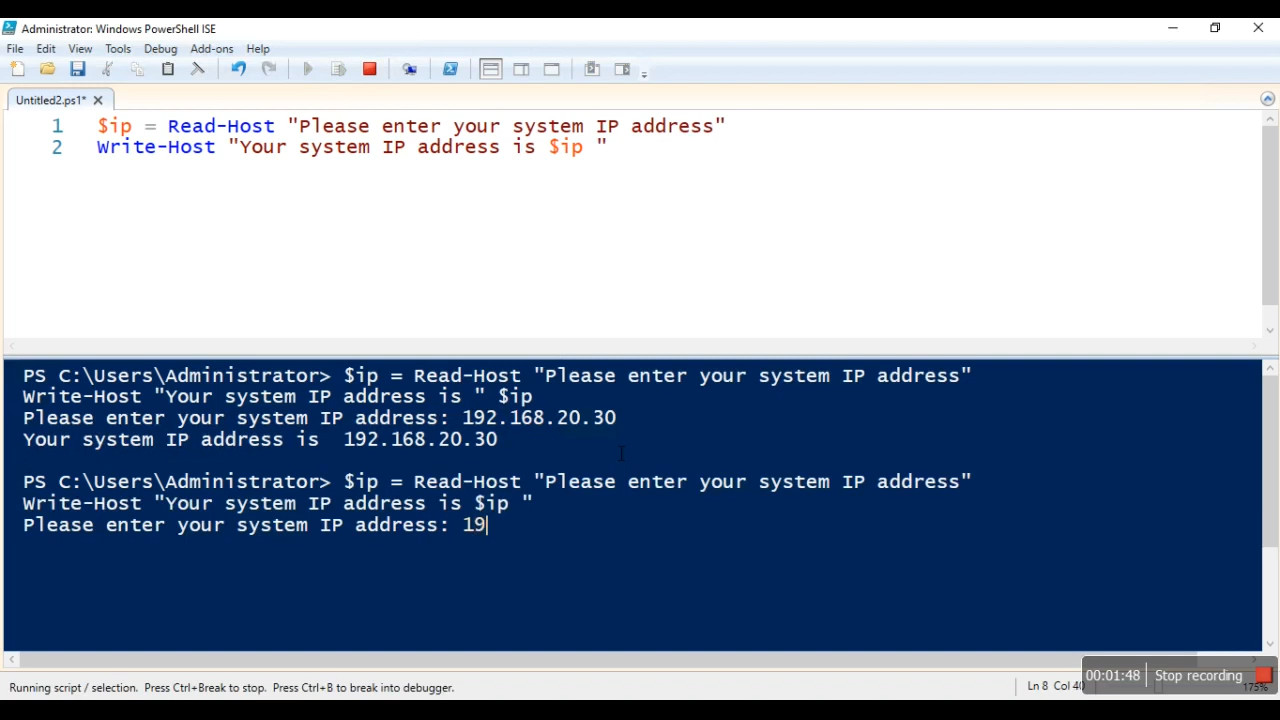 Administrator: Windows PowerShell ISE
File Edit View Tools Debug Add-ons Help
Untitled2.ps1*
1 $ip = Read-Host "Please enter your system IP address"
2 Write-Host "Your system IP address is $ip "
PS C:\Users\Administrator> $ip = Read-Host "Please enter your system IP address"
Write-Host "Your system IP address is " $ip
Please enter your system IP address: 192.168.20.30
Your system IP address is  192.168.20.30
PS C:\Users\Administrator> $ip = Read-Host "Please enter your system IP address"
Write-Host "Your system IP address is $ip "
Please enter your system IP address: 19
00:01:48 Stop recording
Running script / selection. Press Ctrl+Break to stop. Press Ctrl+B to break into debugger.
Ln 8 Col 40
175%